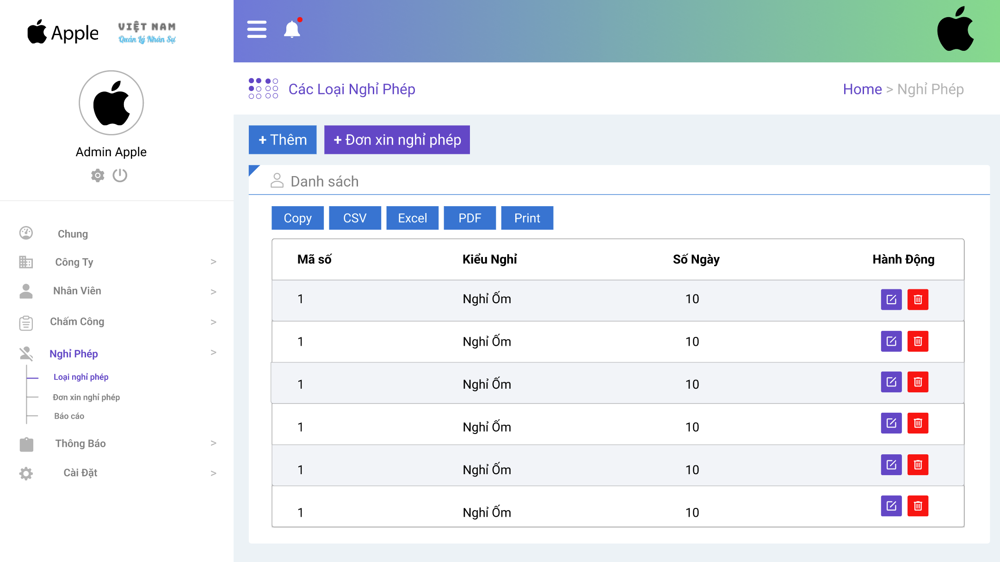 Apple
VIỆT NAM
Quản Lý Nhân Sự
Admin Apple
Chung
Công Ty >
Nhân Viên >
Chấm Công >
Nghỉ Phép >
Loại nghỉ phép
Đơn xin nghỉ phép
Báo cáo
Thông Báo >
Cài Đặt >
Các Loại Nghỉ Phép
Home > Nghỉ Phép
+ Thêm
+ Đơn xin nghỉ phép
Danh sách
Copy CSV Excel PDF Print
Mã số Kiểu Nghỉ Số Ngày Hành Động
1 Nghỉ Ốm 10
1 Nghỉ Ốm 10
1 Nghỉ Ốm 10
1 Nghỉ Ốm 10
1 Nghỉ Ốm 10
1 Nghỉ Ốm 10